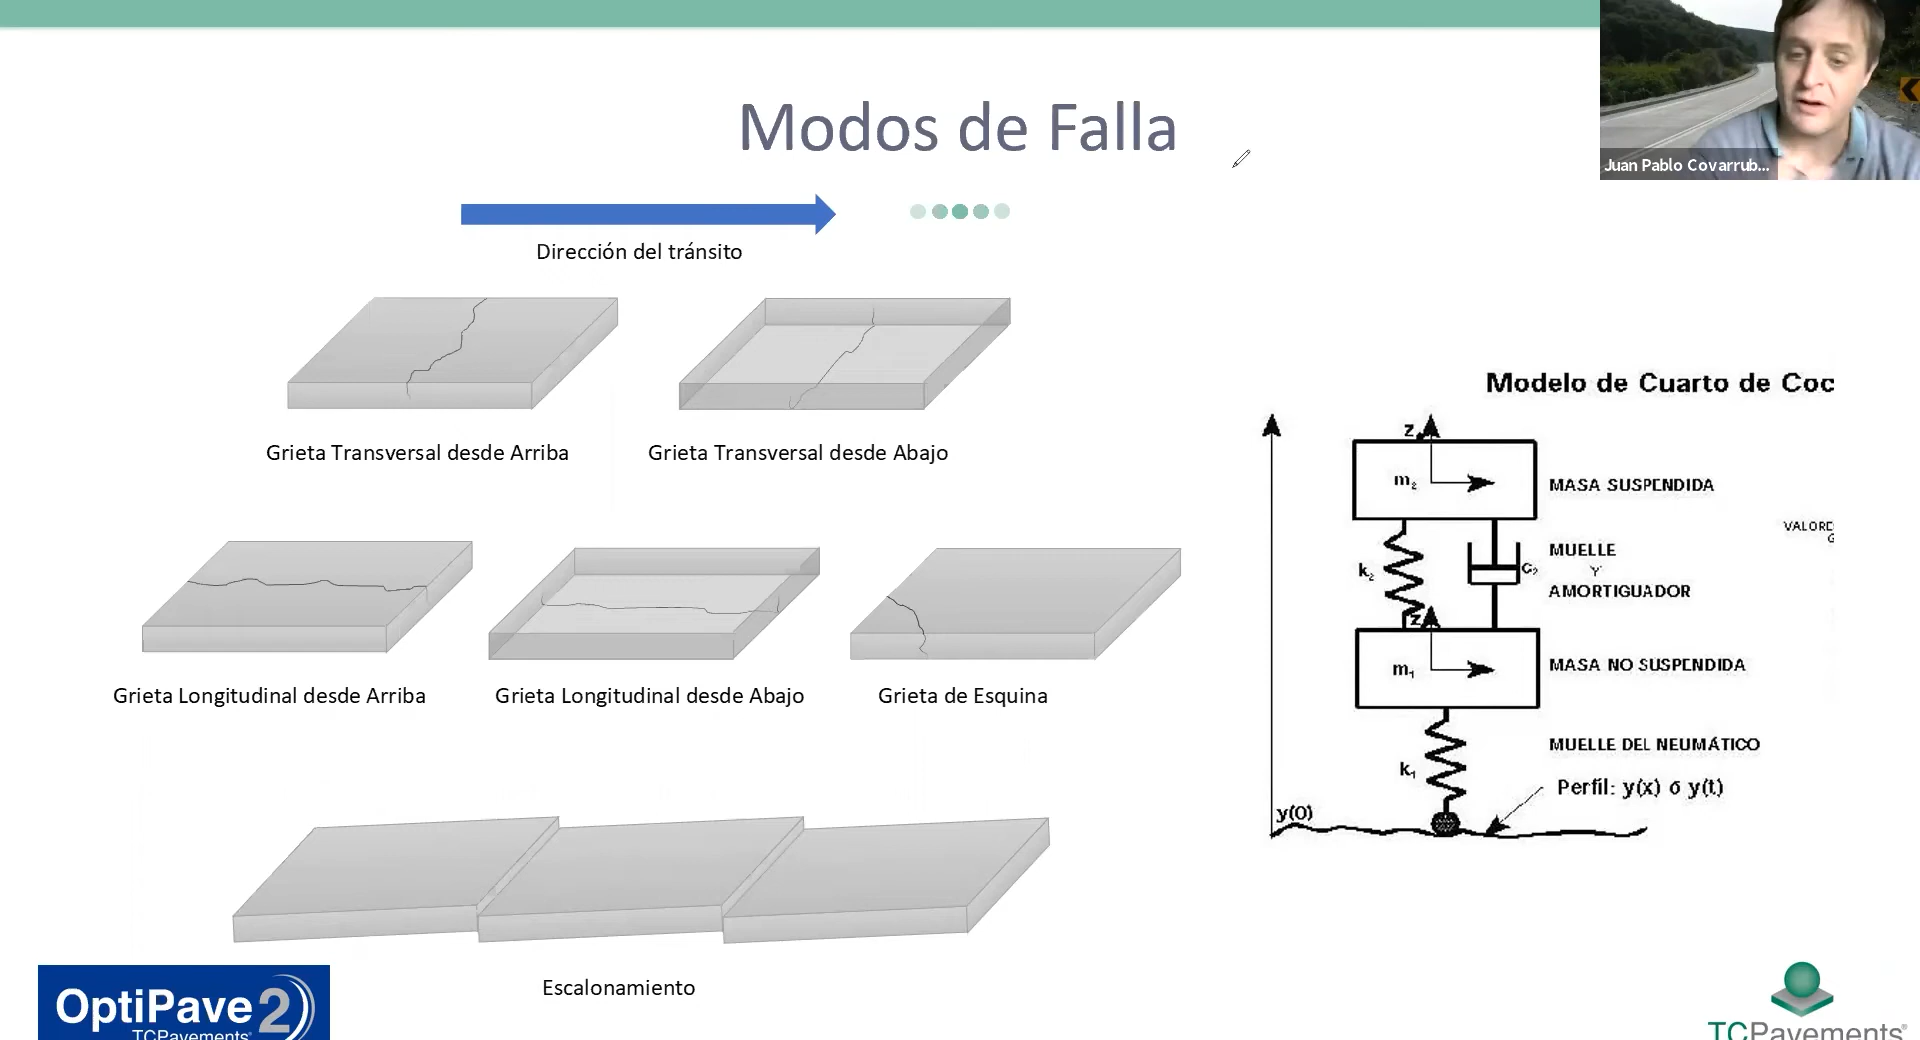 Modos de Falla
Juan Pablo Covarrub...
Dirección del tránsito
Grieta Transversal desde Arriba
Grieta Transversal desde Abajo
Grieta Longitudinal desde Arriba
Grieta Longitudinal desde Abajo
Grieta de Esquina
Escalonamiento
Modelo de Cuarto de Coc
z
m₂
MASA SUSPENDIDA
VALORE
G
k₂
C₂
MUELLE
Y
AMORTIGUADOR
z
m₁
MASA NO SUSPENDIDA
k₁
MUELLE DEL NEUMÁTICO
Perfil: y(x) ó y(t)
y(0)
OptiPave 2
TCPavements
TCPavements®